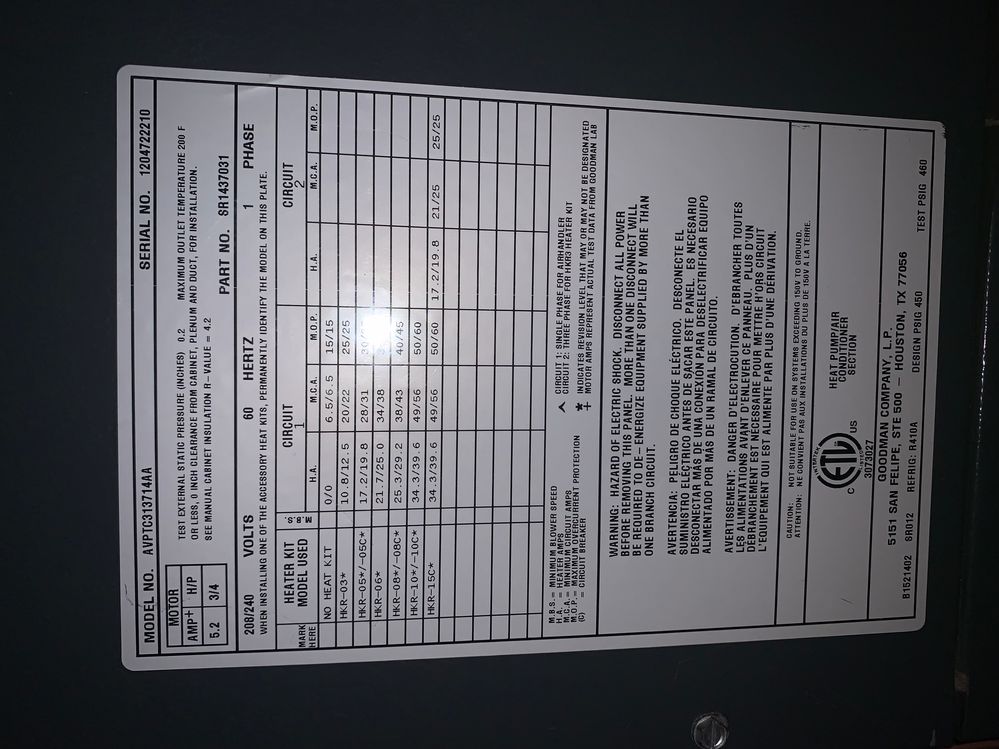 MODEL NO. AVPTC313714AA SERIAL NO. 1204722210
MOTOR
AMP+ H/P
5.2 3/4
TEST EXTERNAL STATIC PRESSURE (INCHES) 0.2 MAXIMUM OUTLET TEMPERATURE 200 F
OR LESS, 0 INCH CLEARANCE FROM CABINET, PLENUM AND DUCT, FOR INSTALLATION.
SEE MANUAL CABINET INSULATION R-VALUE = 4.2
PART NO. SR1437031
208/240 VOLTS 60 HERTZ 1 PHASE
WHEN INSTALLING ONE OF THE ACCESSORY HEAT KITS, PERMANENTLY IDENTIFY THE MODEL ON THIS PLATE.
MARK HERE HEATER KIT MODEL USED M.B.S. CIRCUIT 1 CIRCUIT 2
H.A. M.C.A. M.O.P. H.A. M.C.A. M.O.P.
NO HEAT KIT 0/0 6.5/6.5 15/15
HKR-03* 10.8/12.5 20/22 25/25
HKR-05*/-05C* 17.2/19.8 28/31
HKR-06* 21.7/25.0 34/38
HKR-08*/-08C* 25.3/29.2 38/43 40/45
HKR-10*/-10C* 34.3/39.6 49/56 50/60
HKR-15C* 34.3/39.6 49/56 50/60 17.2/19.8 21/25 25/25
M.B.S. = MINIMUM BLOWER SPEED
H.A. = HEATER AMPS
M.C.A. = MINIMUM CIRCUIT AMPS
M.O.P. = MAXIMUM OVERCURRENT PROTECTION
(C) = CIRCUIT BREAKER
^ CIRCUIT 1: SINGLE PHASE FOR AIRHANDLER
CIRCUIT 2: THREE PHASE FOR HKR3 HEATER KIT
★ INDICATES REVISION LEVEL THAT MAY OR MAY NOT BE DESIGNATED
+ MOTOR AMPS REPRESENT ACTUAL TEST DATA FROM GOODMAN LAB
WARNING: HAZARD OF ELECTRIC SHOCK. DISCONNECT ALL POWER
BEFORE REMOVING THIS PANEL. MORE THAN ONE DISCONNECT WILL
BE REQUIRED TO DE-ENERGIZE EQUIPMENT SUPPLIED BY MORE THAN
ONE BRANCH CIRCUIT.
AVERTENCIA: PELIGRO DE CHOQUE ELÉCTRICO. DESCONECTE EL
SUMINISTRO ELÉCTRICO ANTES DE SACAR ESTE PANEL. ES NECESARIO
DESCONECTAR MÁS DE UNA CONEXIÓN PARA DESELECTRIFICAR EQUIPO
ALIMENTADO POR MÁS DE UN RAMAL DE CIRCUITO.
AVERTISSEMENT: DANGER D'ELECTROCUTION. D'EBRANCHER TOUTES
LES ALIMENTATIONS AVANT D'ENLEVER CE PANNEAU. PLUS D'UN
DÉBRANCHEMENT EST NECESSAIRE POUR METTRE H'ORS CIRCUIT
L'EQUIPEMENT QUI EST ALIMENTE PAR PLUS D'UNE DERIVATION.
CAUTION: NOT SUITABLE FOR USE ON SYSTEMS EXCEEDING 150V TO GROUND.
ATTENTION: NE CONVIENT PAS AUX INSTALLATIONS DU PLUS DE 150V A LA TERRE.
C ETL US
INTERTEK
3073027
HEAT PUMP/AIR
CONDITIONER
SECTION
GOODMAN COMPANY, L.P.
5151 SAN FELIPE, STE 500 - HOUSTON, TX 77056
B1521402 GR012 REFRIG: R410A DESIGN PSIG 450 TEST PSIG 460